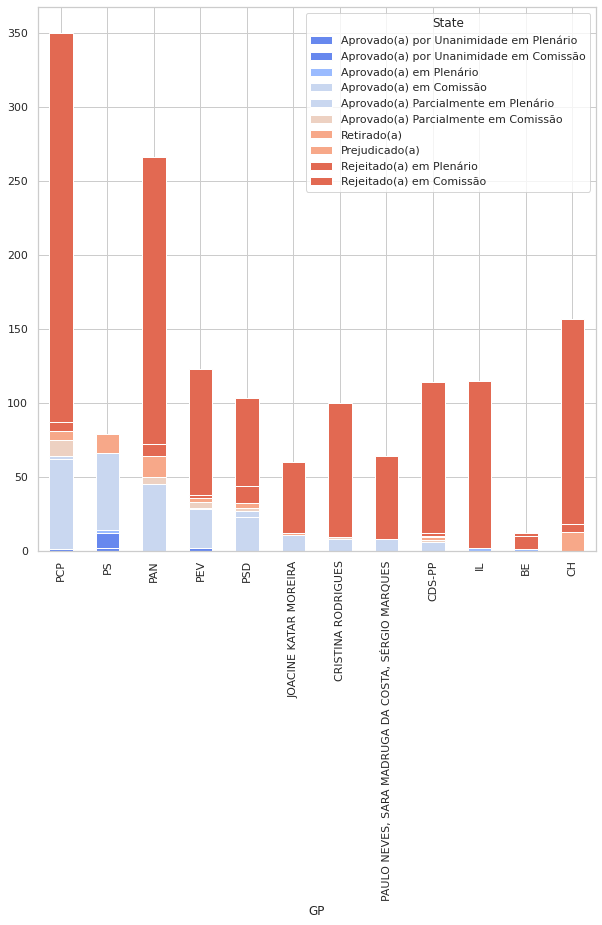 State
Aprovado(a) por Unanimidade em Plenário
Aprovado(a) por Unanimidade em Comissão
Aprovado(a) em Plenário
Aprovado(a) em Comissão
Aprovado(a) Parcialmente em Plenário
Aprovado(a) Parcialmente em Comissão
Retirado(a)
Prejudicado(a)
Rejeitado(a) em Plenário
Rejeitado(a) em Comissão
350
300
250
200
150
100
50
0
PCP
PS
PAN
PEV
PSD
JOACINE KATAR MOREIRA
CRISTINA RODRIGUES
PAULO NEVES, SARA MADRUGA DA COSTA, SÉRGIO MARQUES
CDS-PP
IL
BE
CH
GP